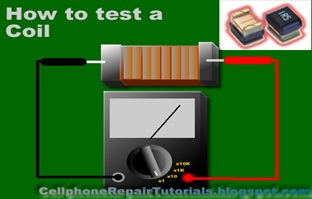 How to test a
Coil
x10K
x1K
x10
x1
CellphoneRepairTutorials.blogspot.com